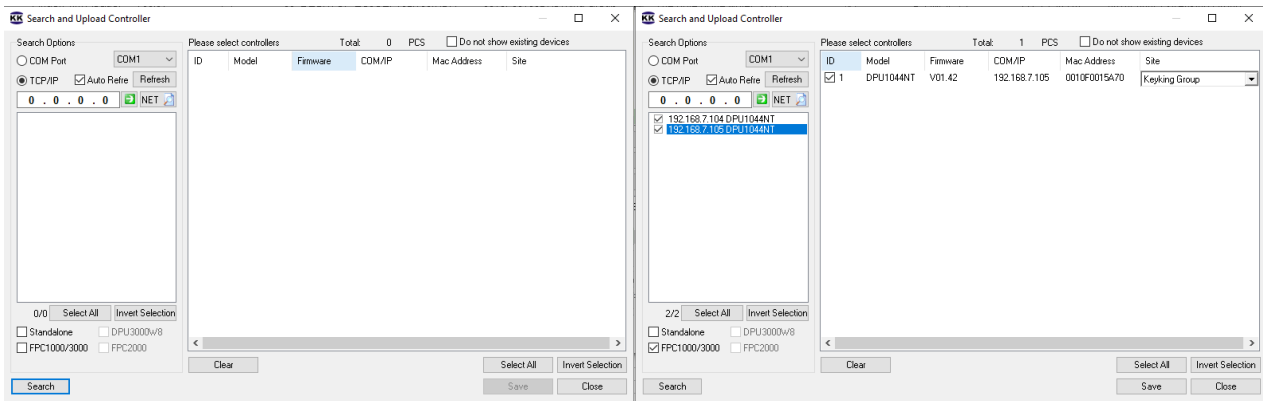 KK Search and Upload Controller
Search Options
COM Port COM1
TCP/IP Auto Refre Refresh
0 . 0 . 0 . 0 NET
0/0 Select All Invert Selection
Standalone DPU3000W8
FPC1000/3000 FPC2000
Search
Please select controllers Total: 0 PCS Do not show existing devices
ID Model Firmware COM/IP Mac Address Site
Clear Select All Invert Selection
Save Close
KK Search and Upload Controller
Search Options
COM Port COM1
TCP/IP Auto Refre Refresh
0 . 0 . 0 . 0 NET
192.168.7.104 DPU1044NT
192.168.7.105 DPU1044NT
2/2 Select All Invert Selection
Standalone DPU3000W8
FPC1000/3000 FPC2000
Search
Please select controllers Total: 1 PCS Do not show existing devices
ID Model Firmware COM/IP Mac Address Site
1 DPU1044NT V01.42 192.168.7.105 0010F0015A70 Keyking Group
Clear Select All Invert Selection
Save Close